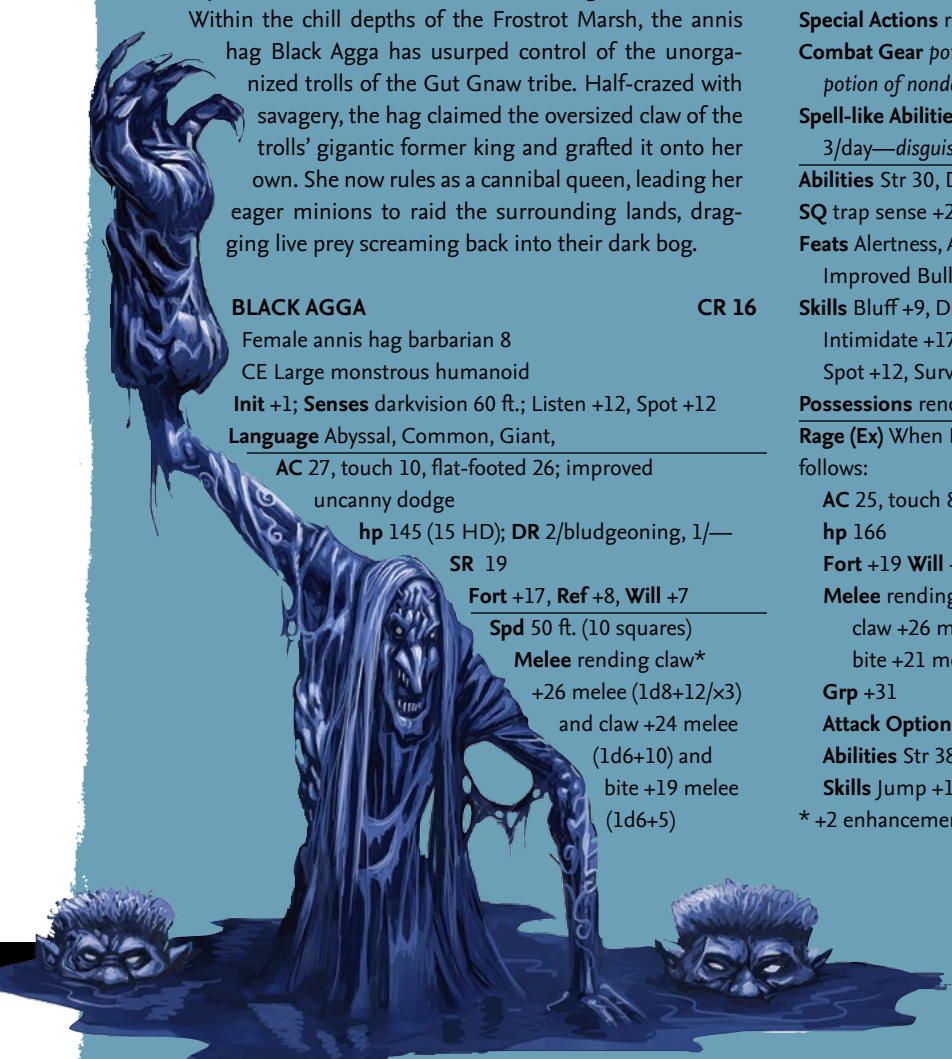 Within the chill depths of the Frostrot Marsh, the annis
hag Black Agga has usurped control of the unorga-
nized trolls of the Gut Gnaw tribe. Half-crazed with
savagery, the hag claimed the oversized claw of the
trolls’ gigantic former king and grafted it onto her
own. She now rules as a cannibal queen, leading her
eager minions to raid the surrounding lands, drag-
ging live prey screaming back into their dark bog.
BLACK AGGA CR 16
Female annis hag barbarian 8
CE Large monstrous humanoid
Init +1; Senses darkvision 60 ft.; Listen +12, Spot +12
Language Abyssal, Common, Giant,
AC 27, touch 10, flat-footed 26; improved
uncanny dodge
hp 145 (15 HD); DR 2/bludgeoning, 1/—
SR 19
Fort +17, Ref +8, Will +7
Spd 50 ft. (10 squares)
Melee rending claw*
+26 melee (1d8+12/×3)
and claw +24 melee
(1d6+10) and
bite +19 melee
(1d6+5)
Special Actions
Combat Gear
potion of
Spell-like
3/day—
Abilities Str 30,
SQ trap sense
Feats Alertness,
Improved Bull
Skills Bluff +9,
Intimidate
Spot +12,
Possessions
Rage (Ex) When
follows:
AC 25, touch
hp 166
Fort +19 Will
Melee rending
claw +26
bite +21
Grp +31
Attack
Abilities Str
Skills Jump
* +2